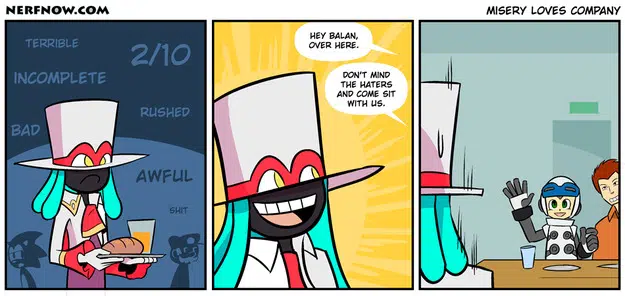 NERFNOW.COM
MISERY LOVES COMPANY
TERRIBLE
2/10
INCOMPLETE
RUSHED
BAD
AWFUL
SHIT
HEY BALAN,
OVER HERE.
DON'T MIND
THE HATERS
AND COME SIT
WITH US.